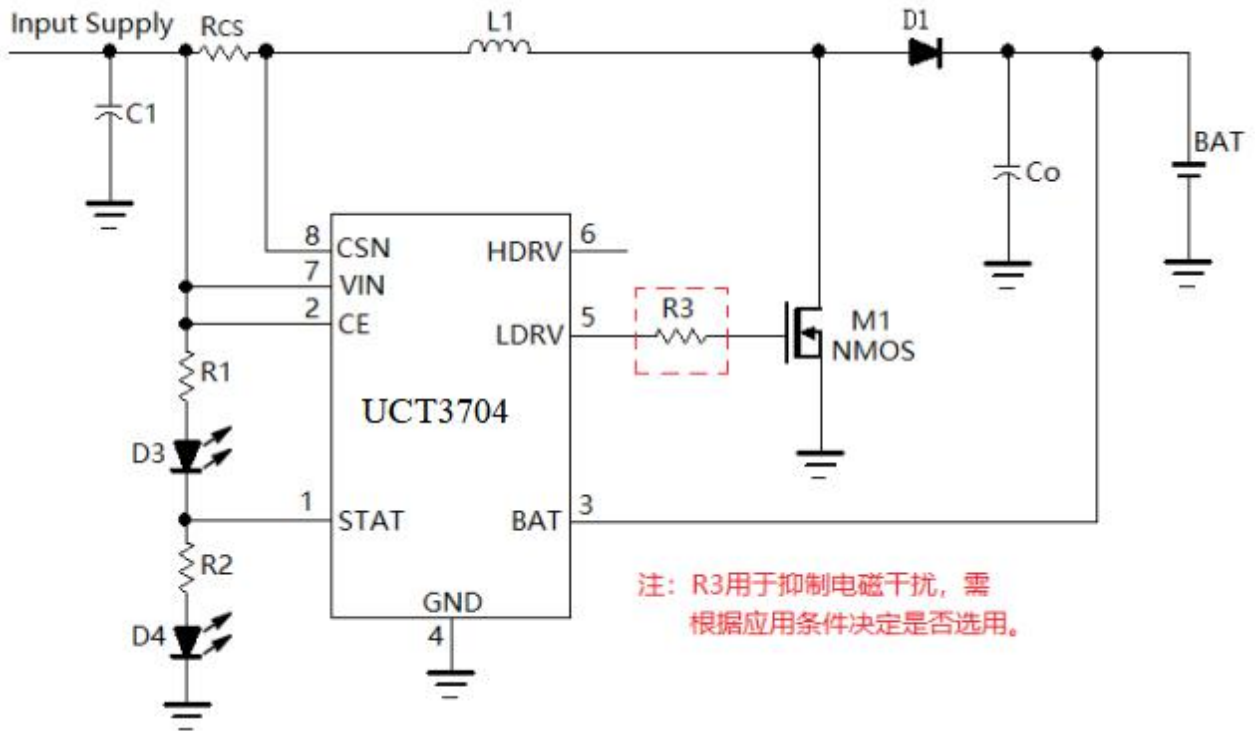 Input Supply
Rcs
L1
D1
C1
Co
BAT
8
CSN
HDRV
6
7
VIN
2
CE
LDRV
5
R3
M1
NMOS
R1
UCT3704
D3
1
STAT
BAT
3
R2
注：R3用于抑制电磁干扰，需
根据应用条件决定是否选用。
GND
4
D4